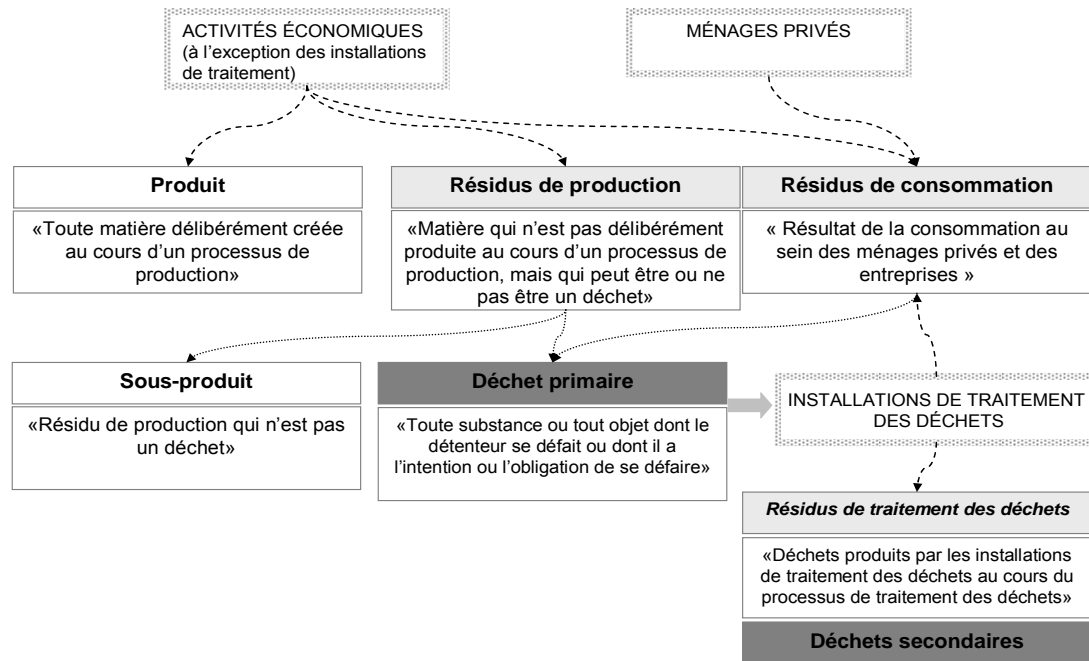 ACTIVITÉS ÉCONOMIQUES
(à l'exception des installations
de traitement)
MÉNAGES PRIVÉS
Produit
«Toute matière délibérément créée
au cours d'un processus de
production»
Résidus de production
«Matière qui n'est pas délibérément
produite au cours d'un processus de
production, mais qui peut être ou ne
pas être un déchet»
Résidus de consommation
« Résultat de la consommation au
sein des ménages privés et des
entreprises »
Sous-produit
«Résidu de production qui n'est pas
un déchet»
Déchet primaire
«Toute substance ou tout objet dont le
détenteur se défait ou dont il a
l'intention ou l'obligation de se défaire»
INSTALLATIONS DE TRAITEMENT
DES DÉCHETS
Résidus de traitement des déchets
«Déchets produits par les installations
de traitement des déchets au cours du
processus de traitement des déchets»
Déchets secondaires